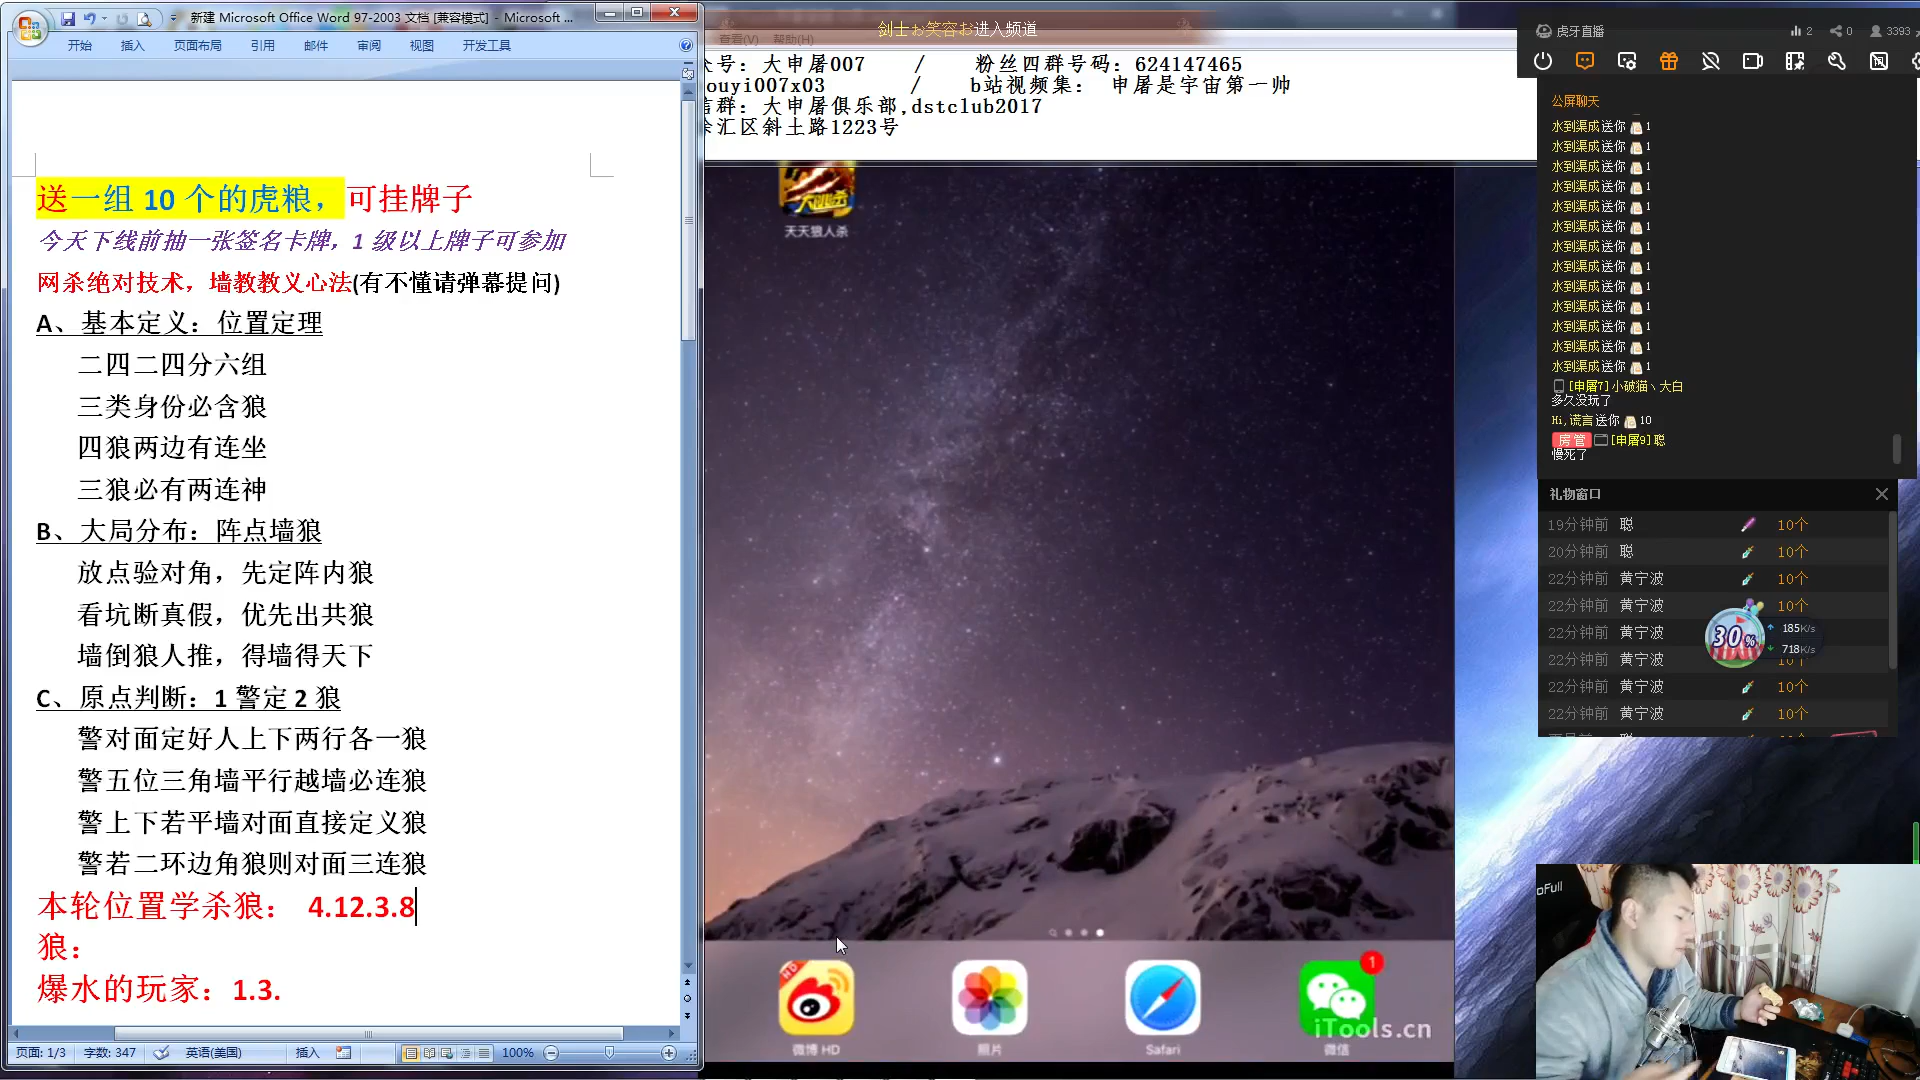 新建 Microsoft Office Word 97-2003 文档 [兼容模式] - Microsoft ...
开始 插入 页面布局 引用 邮件 审阅 视图 开发工具
送一组 10 个的虎粮，可挂牌子
今天下线前抽一张签名卡牌，1 级以上牌子可参加
网杀绝对技术，墙教教义心法(有不懂请弹幕提问)
A、基本定义：位置定理
二四二四分六组
三类身份必含狼
四狼两边有连坐
三狼必有两连神
B、大局分布：阵点墙狼
放点验对角，先定阵内狼
看坑断真假，优先出共狼
墙倒狼人推，得墙得天下
C、原点判断：1 警定 2 狼
警对面定好人上下两行各一狼
警五位三角墙平行越墙必连狼
警上下若平墙对面直接定义狼
警若二环边角狼则对面三连狼
本轮位置学杀狼： 4.12.3.8
狼：
爆水的玩家：1.3.
页面: 1/3 字数: 347 英语(美国) 插入 100%
剑士お笑容お进入频道
查看(V) 帮助(H)
众号: 大申屠007 / 粉丝四群号码: 624147465
ouyi007x03 / b站视频集: 申屠是宇宙第一帅
信群: 大申屠俱乐部,dstclub2017
徐汇区斜土路1223号
天天狼人杀
HD
微博 HD
照片
Safari
微信
1
iTools.cn
虎牙直播 2 0 3393
公屏聊天
水到渠成送你 1
水到渠成送你 1
水到渠成送你 1
水到渠成送你 1
水到渠成送你 1
水到渠成送你 1
水到渠成送你 1
水到渠成送你 1
水到渠成送你 1
水到渠成送你 1
水到渠成送你 1
水到渠成送你 1
水到渠成送你 1
[申屠7]小破猫丶大白
多久没玩了
Hi,谎言送你 10
房管 [申屠9]聪
慢死了
礼物窗口
19分钟前 聪 10个
20分钟前 聪 10个
22分钟前 黄宁波 10个
22分钟前 黄宁波 10个
22分钟前 黄宁波
22分钟前 黄宁波 10个
22分钟前 黄宁波 10个
22分钟前 黄宁波 10个
30%
185K/s
718K/s
oFull